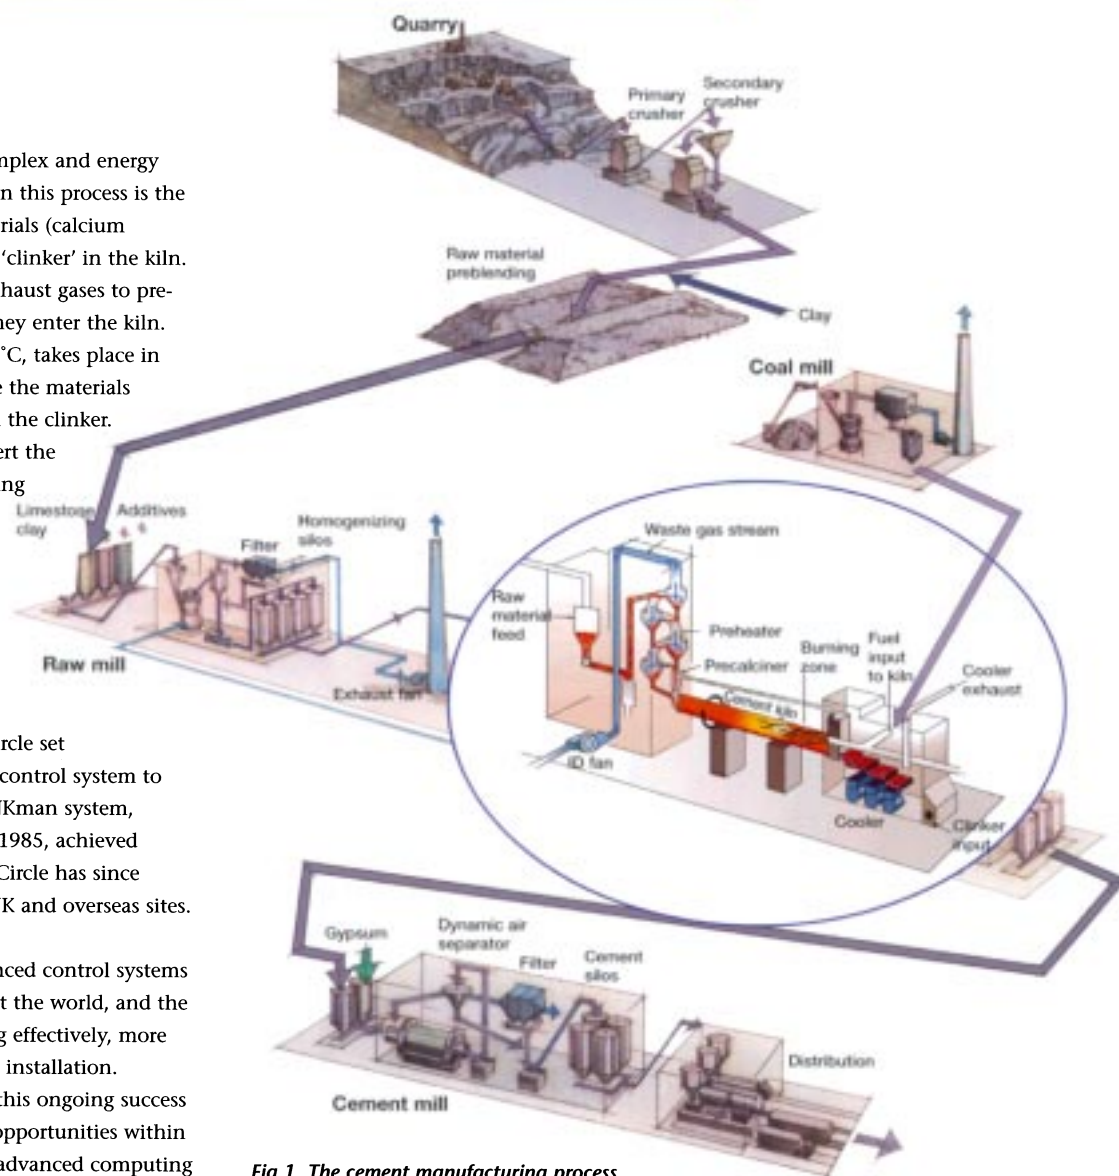 mplex and energy
n this process is the
rials (calcium
'clinker' in the kiln.
haust gases to pre-
hey enter the kiln.
˚C, takes place in
e the materials
the clinker.
ert the
ng
rcle set
control system to
NKman system,
1985, achieved
Circle has since
K and overseas sites.
nced control systems
t the world, and the
g effectively, more
installation.
this ongoing success
opportunities within
advanced computing
Quarry
Primary
crusher
Secondary
crusher
Raw material
preblending
Clay
Coal mill
Limestone
clay
Additives
Filter
Homogenizing
silos
Raw mill
Exhaust fan
Waste gas stream
Raw
material
feed
Preheater
Precalciner
Burning
zone
Fuel
input
to kiln
Cooler
exhaust
Cement kiln
ID fan
Cooler
Clinker
input
Gypsum
Dynamic air
separator
Filter
Cement
silos
Cement mill
Distribution
Fig 1 The cement manufacturing process